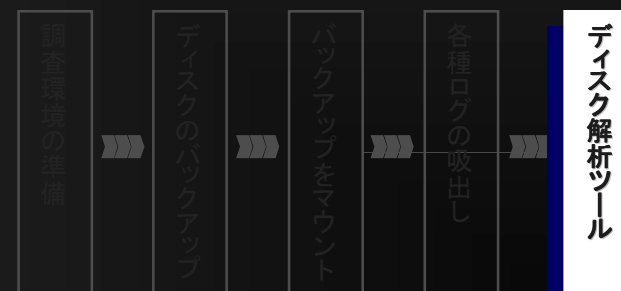 調査環境の準備
ディスクのバックアップ
バックアップをマウント
各種ログの吸出し
ディスク解析ツール